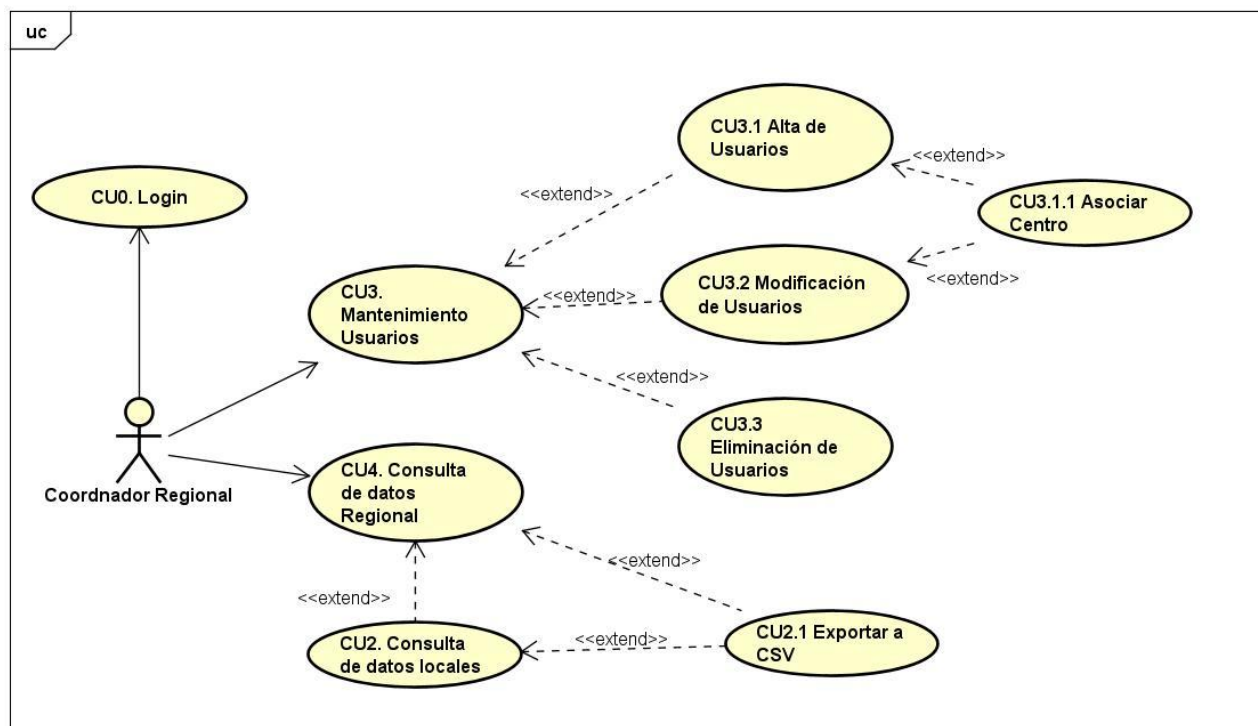 uc
CU3.1 Alta de
Usuarios
<<extend>>
<<extend>>
CU0. Login
CU3.1.1 Asociar
Centro
CU3.
Mantenimiento
Usuarios
<<extend>>
CU3.2 Modificación
de Usuarios
<<extend>>
<<extend>>
CU3.3
Eliminación de
Usuarios
Coordnador Regional
CU4. Consulta
de datos
Regional
<<extend>>
<<extend>>
CU2. Consulta
de datos locales
<<extend>>
CU2.1 Exportar a
CSV